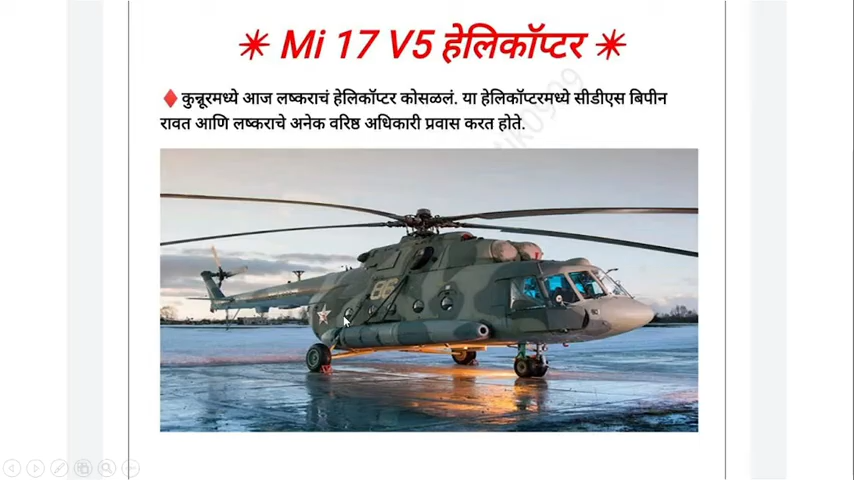 ✴ Mi 17 V5 हेलिकॉप्टर ✴
♦कुन्नूरमध्ये आज लष्कराचं हेलिकॉप्टर कोसळलं. या हेलिकॉप्टरमध्ये सीडीएस बिपीन
रावत आणि लष्कराचे अनेक वरिष्ठ अधिकारी प्रवास करत होते.
86